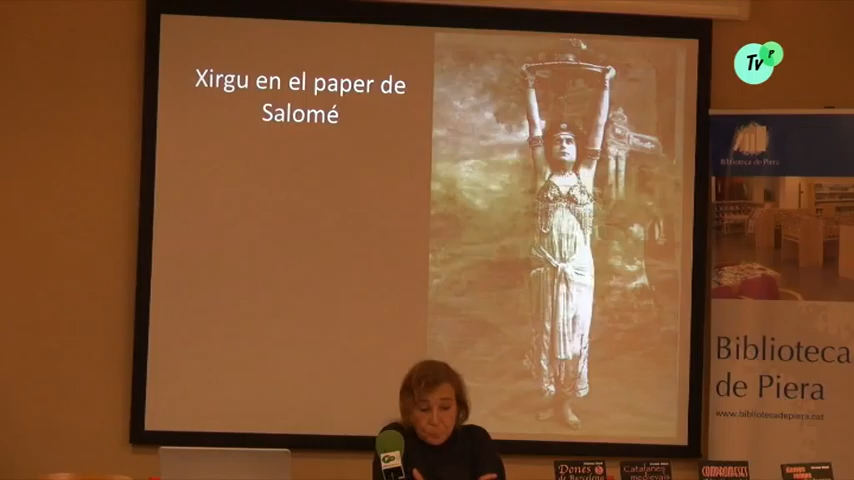 Xirgu en el paper de
Salomé
Tv P
Biblioteca de Piera
Biblioteca
de Piera
www.bibliotecadepiera.cat
Dones
de Barcelona
Catalanes
medievals
COMPROMESES